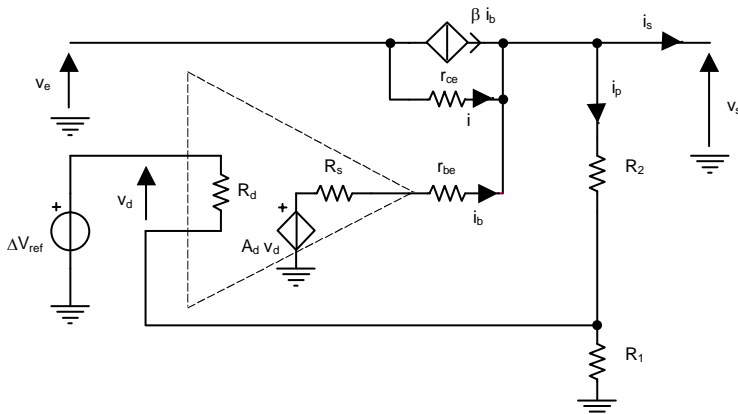 β i_b
i_s
v_e
r_ce
i_p
i
v_s
R_s
r_be
R_2
R_d
+
+
v_d
i_b
ΔV_ref
A_d v_d
R_1